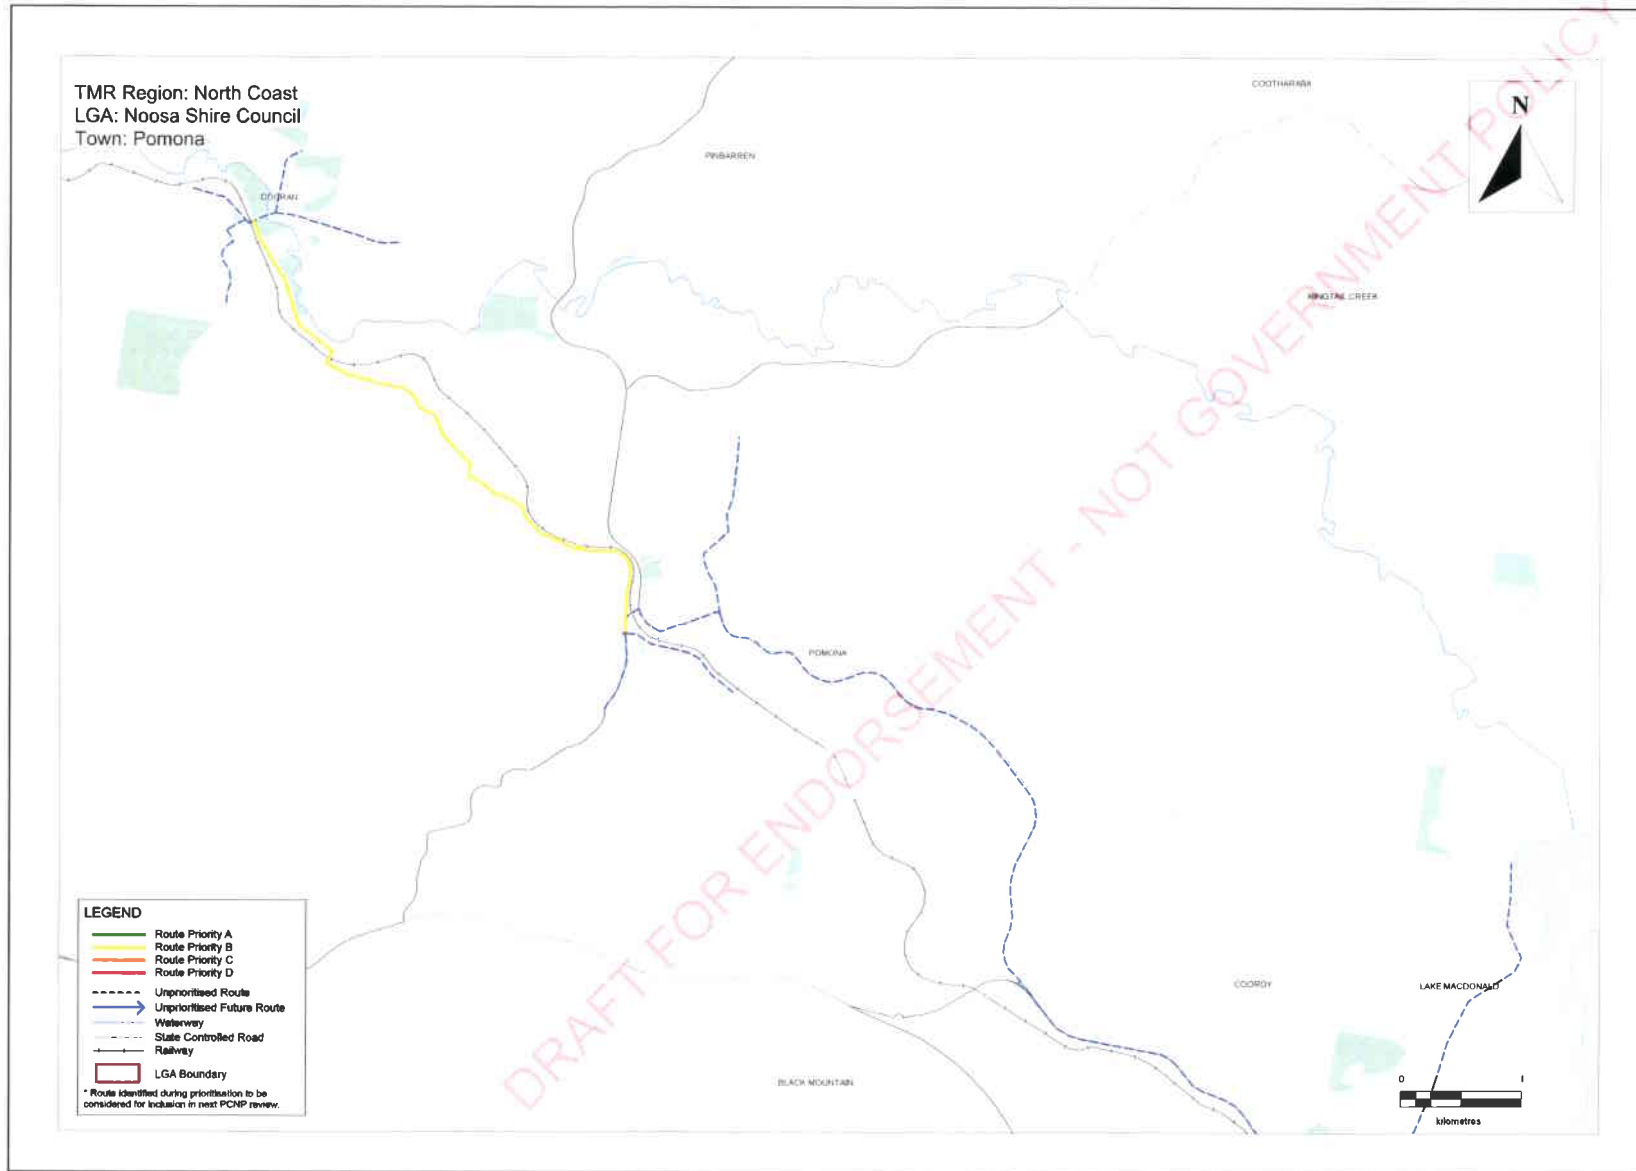 TMR Region: North Coast
LGA: Noosa Shire Council
Town: Pomona
COOTHARABA
N
PINBARREN
COORAN
RINGTAIL CREEK
POMONA
COOROY
LAKE MACDONALD
BLACK MOUNTAIN
DRAFT FOR ENDORSEMENT - NOT GOVERNMENT POLICY
LEGEND
Route Priority A
Route Priority B
Route Priority C
Route Priority D
Unprioritised Route
Unprioritised Future Route
Waterway
State Controlled Road
Railway
LGA Boundary
* Route identified during prioritisation to be
considered for inclusion in next PCNP review.
0 1
kilometres